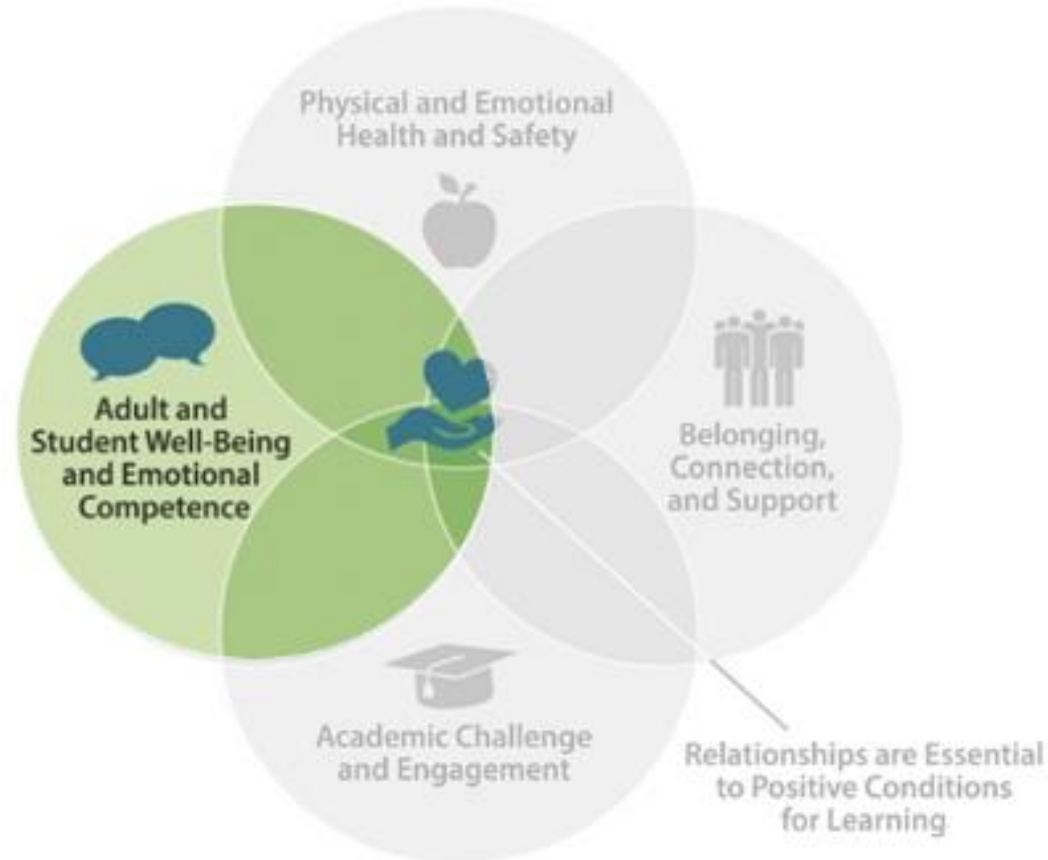 Physical and Emotional
Health and Safety
Adult and
Student Well-Being
and Emotional
Competence
Belonging,
Connection,
and Support
Academic Challenge
and Engagement
Relationships are Essential
to Positive Conditions
for Learning